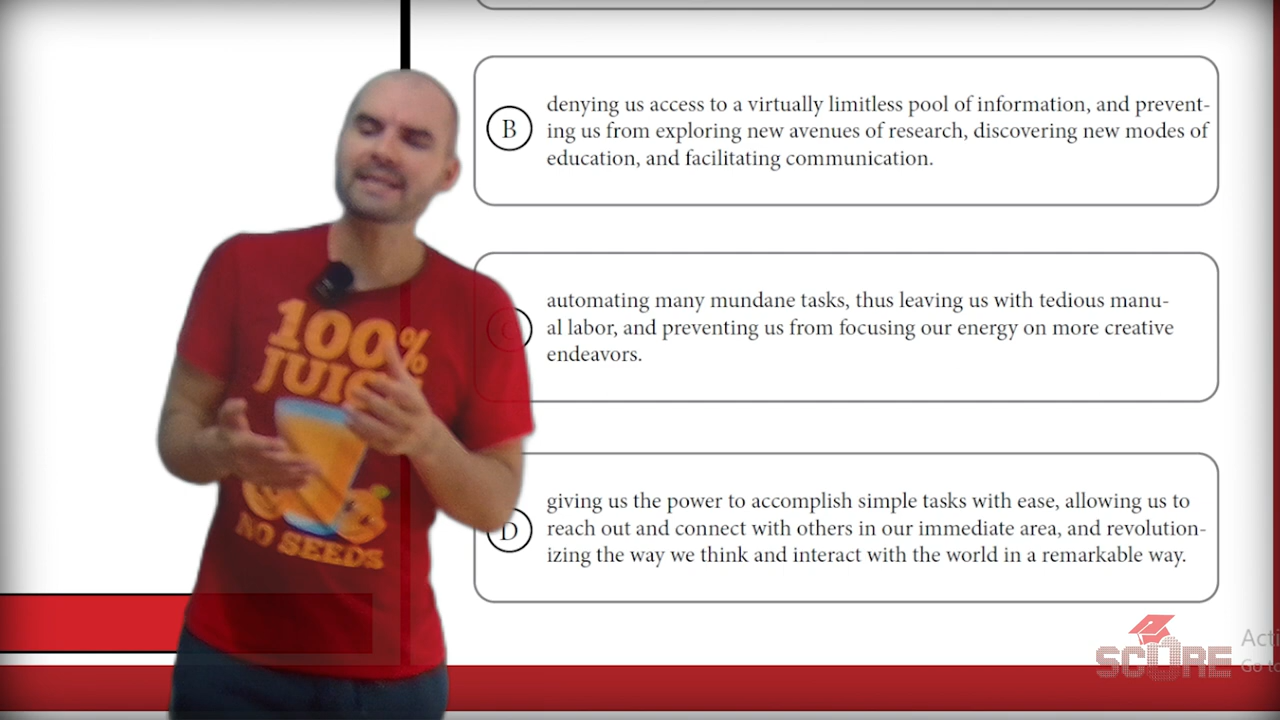 B
denying us access to a virtually limitless pool of information, and prevent-
ing us from exploring new avenues of research, discovering new modes of
education, and facilitating communication.
C
automating many mundane tasks, thus leaving us with tedious manu-
al labor, and preventing us from focusing our energy on more creative
endeavors.
D
giving us the power to accomplish simple tasks with ease, allowing us to
reach out and connect with others in our immediate area, and revolution-
izing the way we think and interact with the world in a remarkable way.
100%
JUIC
NO SEEDS
SCORE
Acti
Go to